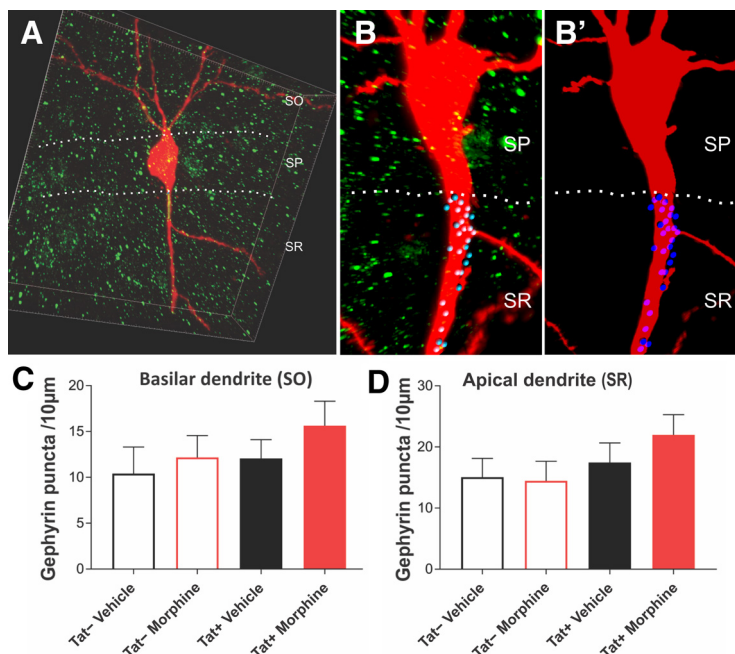 A
SO
SP
SR
B
SP
SR
B'
SP
SR
C
Basilar dendrite (SO)
Gephyrin puncta /10µm
20
15
10
5
0
Tat− Vehicle
Tat− Morphine
Tat+ Vehicle
Tat+ Morphine
D
Apical dendrite (SR)
Gephyrin puncta /10µm
30
20
10
0
Tat− Vehicle
Tat− Morphine
Tat+ Vehicle
Tat+ Morphine